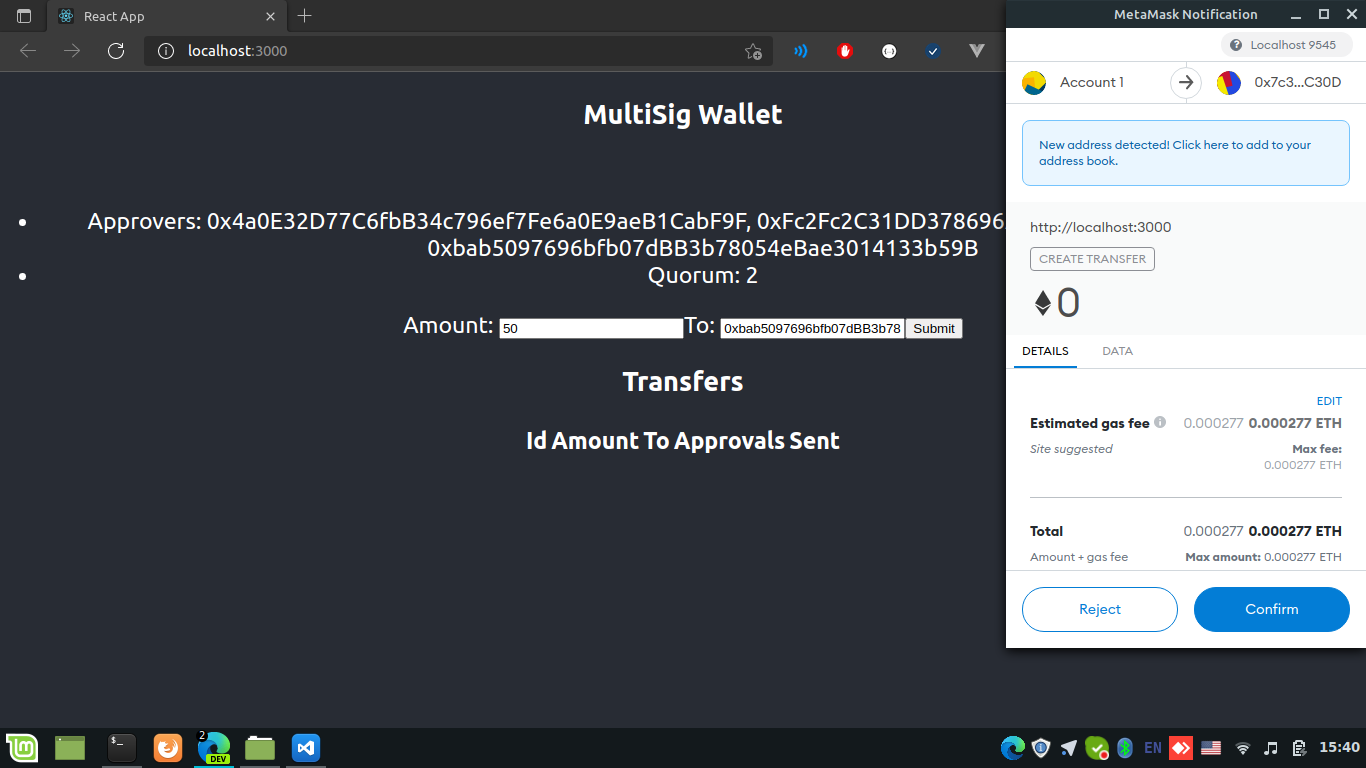 React App
localhost:3000
MultiSig Wallet
Approvers: 0x4a0E32D77C6fbB34c796ef7Fe6a0E9aeB1CabF9F, 0xFc2Fc2C31DD378696
0xbab5097696bfb07dBB3b78054eBae3014133b59B
Quorum: 2
Amount: 50 To: 0xbab5097696bfb07dBB3b78 Submit
Transfers
Id Amount To Approvals Sent
MetaMask Notification
Localhost 9545
Account 1 0x7c3...C30D
New address detected! Click here to add to your
address book.
http://localhost:3000
CREATE TRANSFER
0
DETAILS DATA
EDIT
Estimated gas fee 0.000277 0.000277 ETH
Site suggested Max fee:
0.000277 ETH
Total 0.000277 0.000277 ETH
Amount + gas fee Max amount: 0.000277 ETH
Reject Confirm
$_ 2 DEV EN 15:40